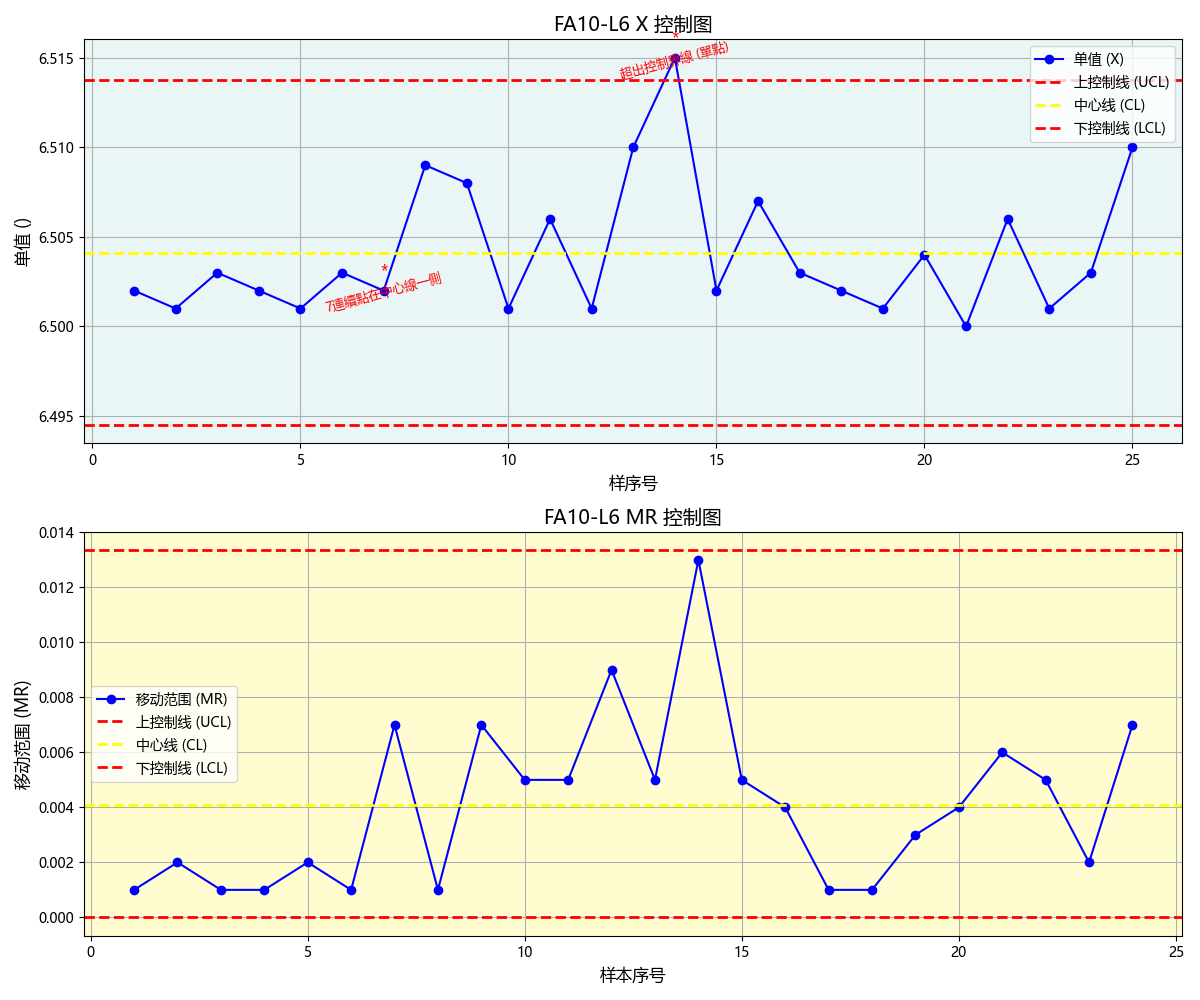 FA10-L6 X 控制图
单值 ()
6.515
6.510
6.505
6.500
6.495
*
超出控制界線 (單點)
*
7連續點在中心線一側
单值 (X)
上控制线 (UCL)
中心线 (CL)
下控制线 (LCL)
0 5 10 15 20 25
样序号
FA10-L6 MR 控制图
移动范围 (MR)
0.014
0.012
0.010
0.008
0.006
0.004
0.002
0.000
移动范围 (MR)
上控制线 (UCL)
中心线 (CL)
下控制线 (LCL)
0 5 10 15 20 25
样本序号